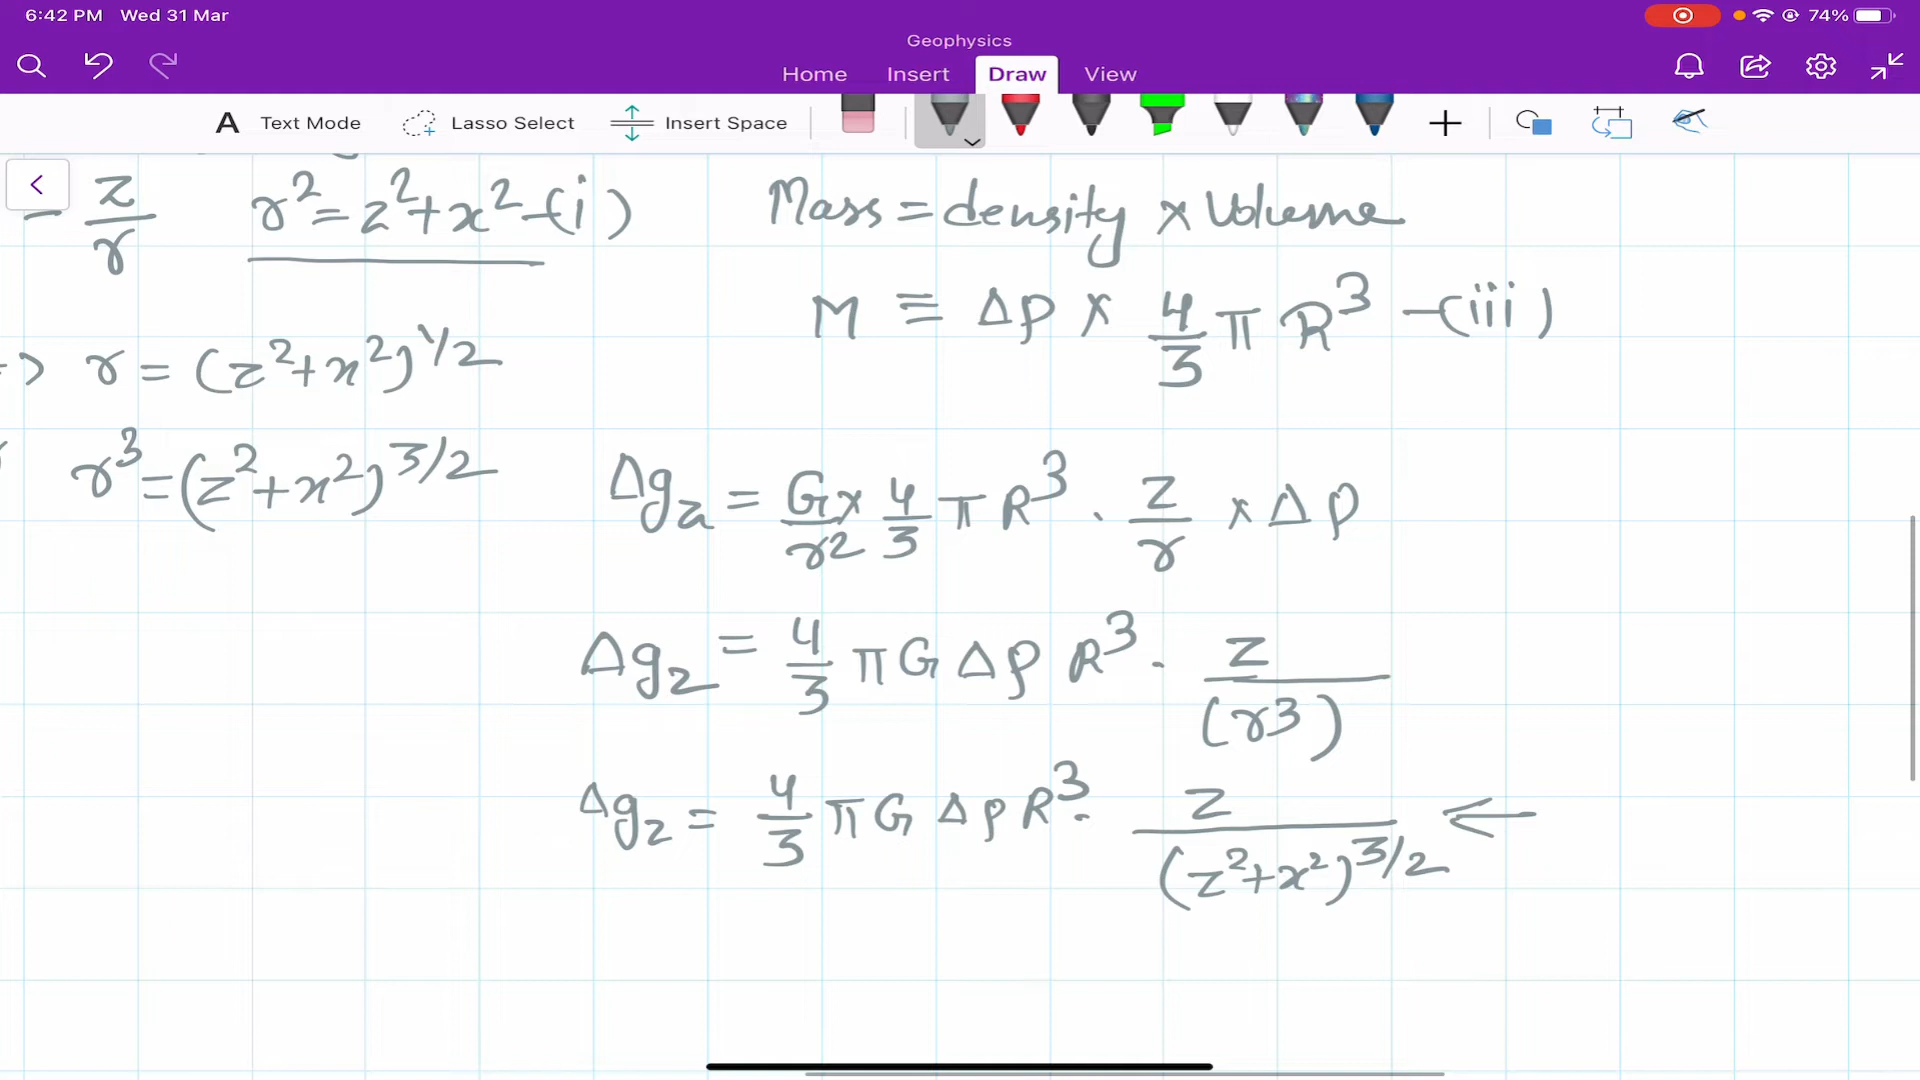 6:42 PM Wed 31 Mar
74%
Geophysics
Home Insert Draw View
A Text Mode Lasso Select Insert Space
- z/r r² = z² + x² -(i)
=> r = (z² + x²)^1/2
r³ = (z² + x²)^3/2
Mass = density × Volume
M ≡ Δρ × 4/3 π R³ -(iii)
Δgz = G/r² × 4/3 π R³ . z/r × Δρ
Δgz = 4/3 π G Δρ R³ . z/(r³)
Δgz = 4/3 π G Δρ R³ . z/(z² + x²)^3/2 ⇐